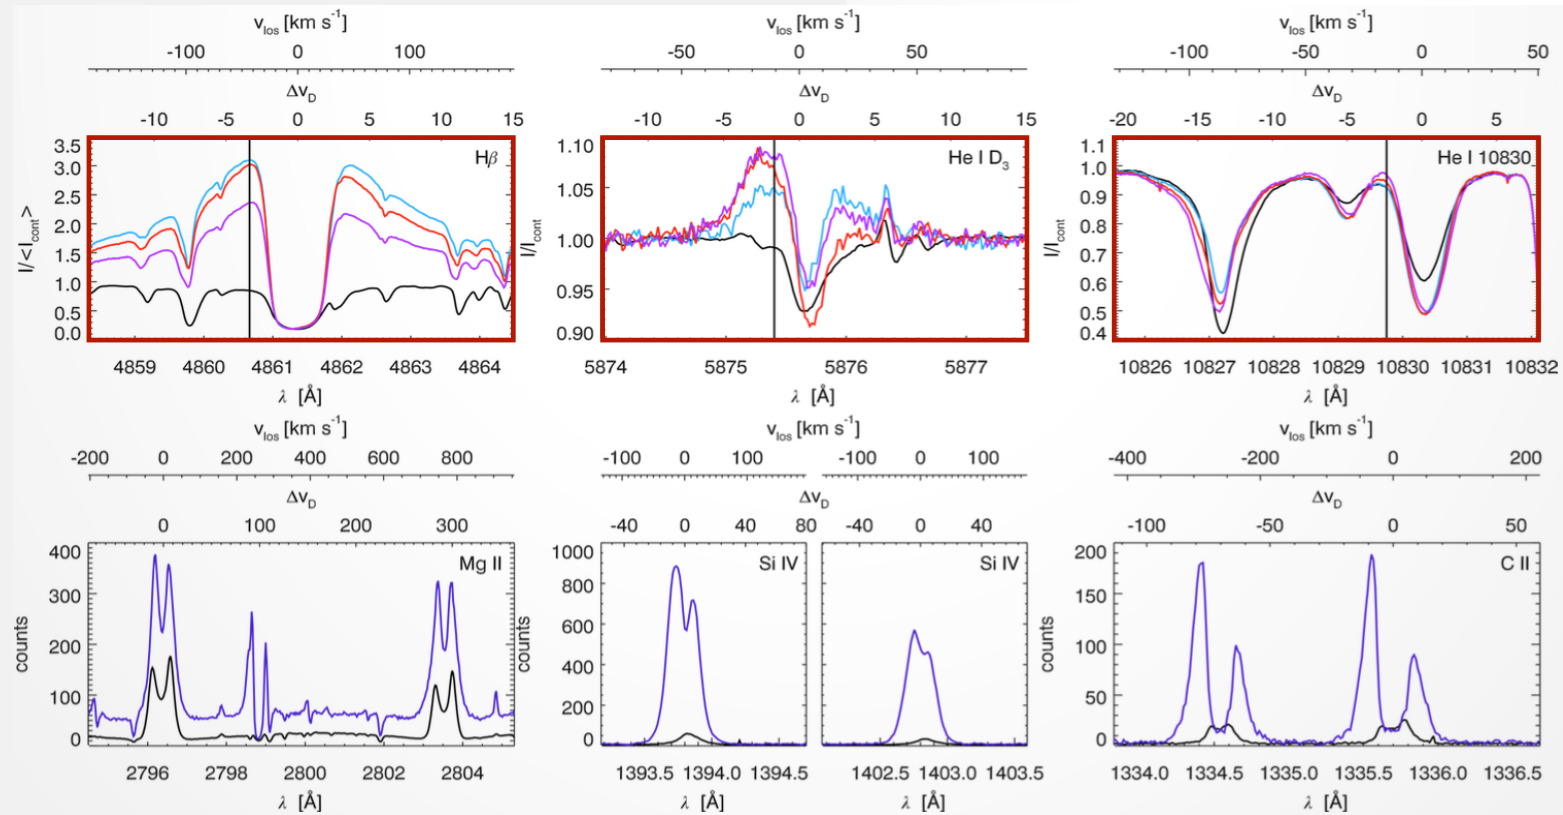 v_los [km s^-1] v_los [km s^-1] v_los [km s^-1]
-100 0 100 -50 0 50 -100 -50 0 50
Δv_D Δv_D Δv_D
-10 -5 0 5 10 15 -10 -5 0 5 10 15 -20 -15 -10 -5 0 5
I/<I_cont>
3.5
3.0
2.5
2.0
1.5
1.0
0.5
0.0
Hβ
4859 4860 4861 4862 4863 4864
λ [Å]
I/I_cont
1.10
1.05
1.00
0.95
0.90
He I D_3
5874 5875 5876 5877
λ [Å]
I/I_cont
1.1
1.0
0.9
0.8
0.7
0.6
0.5
0.4
He I 10830
10826 10827 10828 10829 10830 10831 10832
λ [Å]
v_los [km s^-1] v_los [km s^-1] v_los [km s^-1]
-200 0 200 400 600 800 -100 0 100 -100 0 100 -400 -200 0 200
Δv_D Δv_D Δv_D
0 100 200 300 -40 0 40 80 -40 0 40 -100 -50 0 50
counts
400
300
200
100
0
Mg II
2796 2798 2800 2802 2804
λ [Å]
counts
1000
800
600
400
200
0
Si IV
1393.5 1394.0 1394.5
λ [Å]
Si IV
1402.5 1403.0 1403.5
λ [Å]
counts
200
150
100
50
0
C II
1334.0 1334.5 1335.0 1335.5 1336.0 1336.5
λ [Å]